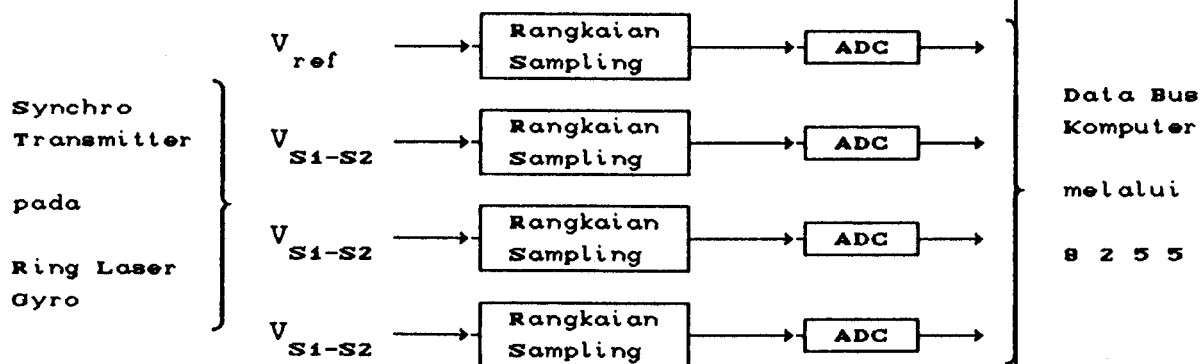 Synchro
Transmitter
pada
Ring Laser
Gyro
V ref
Rangkaian
Sampling
ADC
V S1-S2
Rangkaian
Sampling
ADC
V S1-S2
Rangkaian
Sampling
ADC
V S1-S2
Rangkaian
Sampling
ADC
Data Bus
Komputer
melalui
8 2 5 5